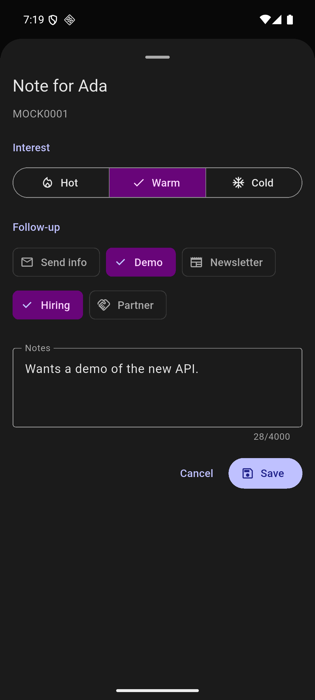 7:19
Note for Ada
MOCK0001
Interest
Hot Warm Cold
Follow-up
Send info Demo Newsletter
Hiring Partner
Notes
Wants a demo of the new API.
28/4000
Cancel Save